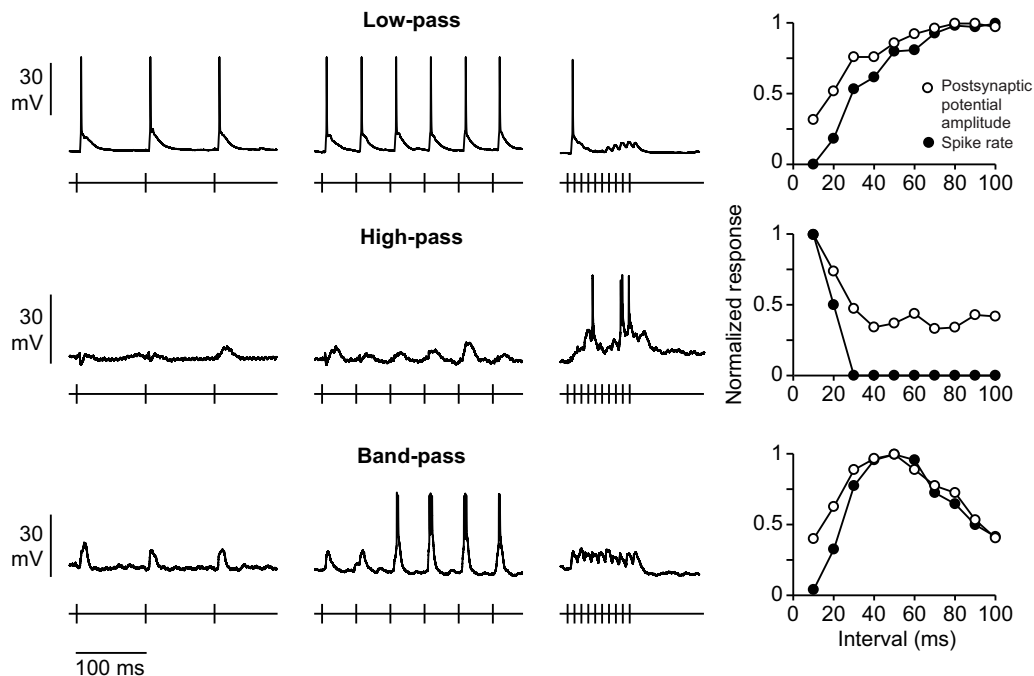 Low-pass
30
mV
1
0.5
0
0 20 40 60 80 100
Postsynaptic
potential
amplitude
Spike rate
High-pass
30
mV
Normalized response
1
0.5
0
0 20 40 60 80 100
Band-pass
30
mV
1
0.5
0
0 20 40 60 80 100
Interval (ms)
100 ms